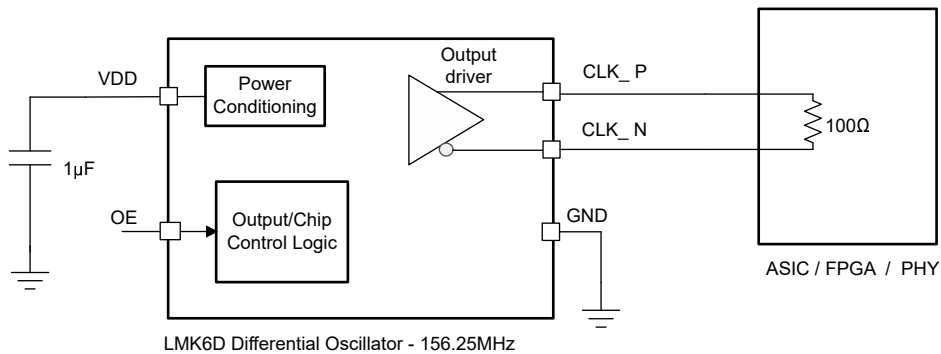 VDD
1µF
OE
Power
Conditioning
Output/Chip
Control Logic
Output
driver
CLK_ P
CLK_ N
GND
100Ω
ASIC / FPGA / PHY
LMK6D Differential Oscillator - 156.25MHz